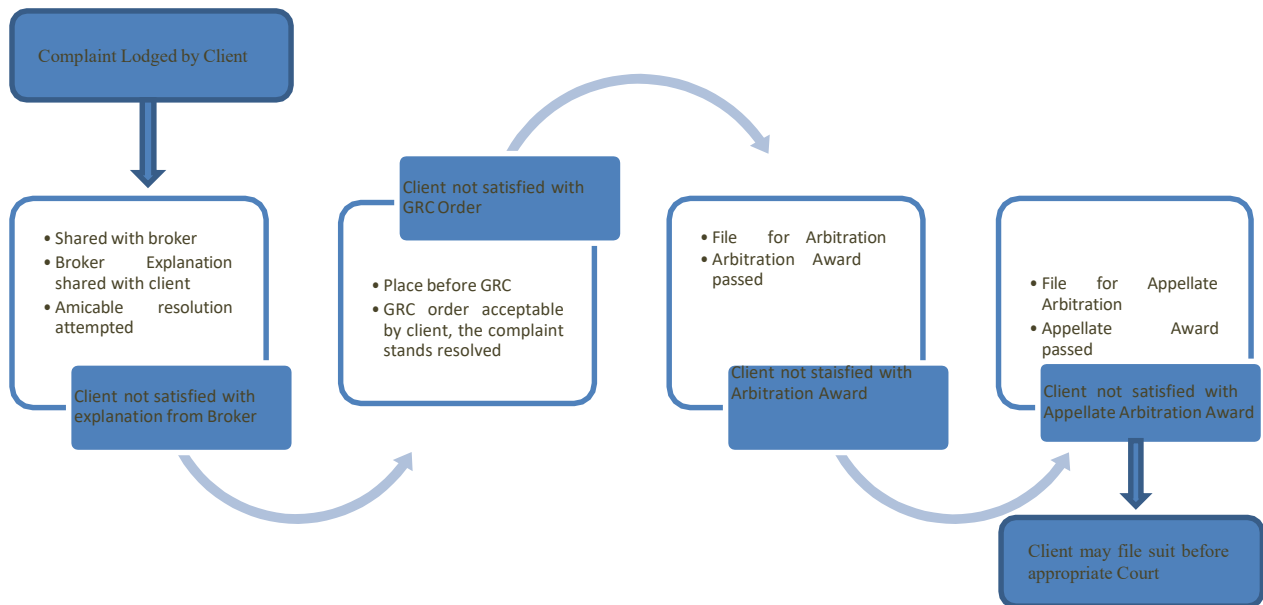 Complaint Lodged by Client
• Shared with broker
• Broker Explanation
shared with client
• Amicable resolution
attempted
Client not satisfied with
explanation from Broker
Client not satisfied with
GRC Order
• Place before GRC
• GRC order acceptable
by client, the complaint
stands resolved
• File for Arbitration
• Arbitration Award
passed
Client not staisfied with
Arbitration Award
• File for Appellate
Arbitration
• Appellate Award
passed
Client not satisfied with
Appellate Arbitration Award
Client may file suit before
appropriate Court